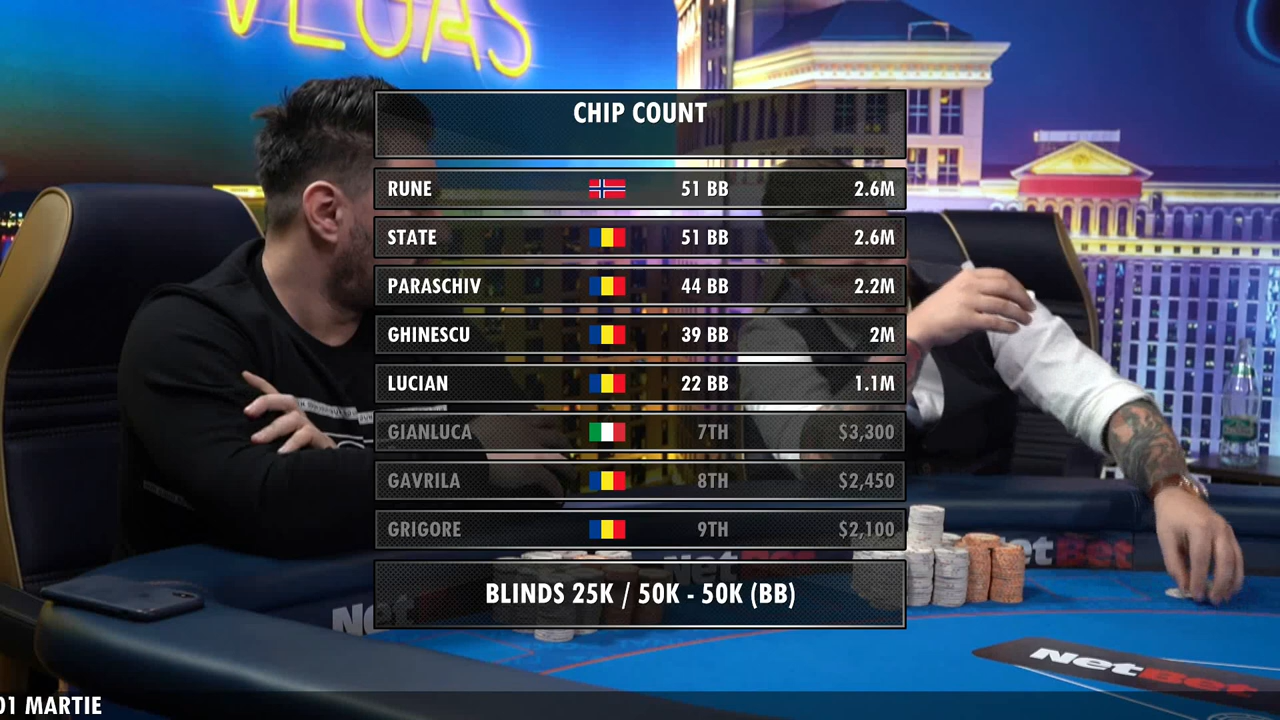 VEGAS
CHIP COUNT
RUNE 51 BB 2.6M
STATE 51 BB 2.6M
PARASCHIV 44 BB 2.2M
GHINESCU 39 BB 2M
LUCIAN 22 BB 1.1M
GIANLUCA 7TH $3,300
GAVRILA 8TH $2,450
GRIGORE 9TH $2,100
BLINDS 25K / 50K - 50K (BB)
NetBet
01 MARTIE